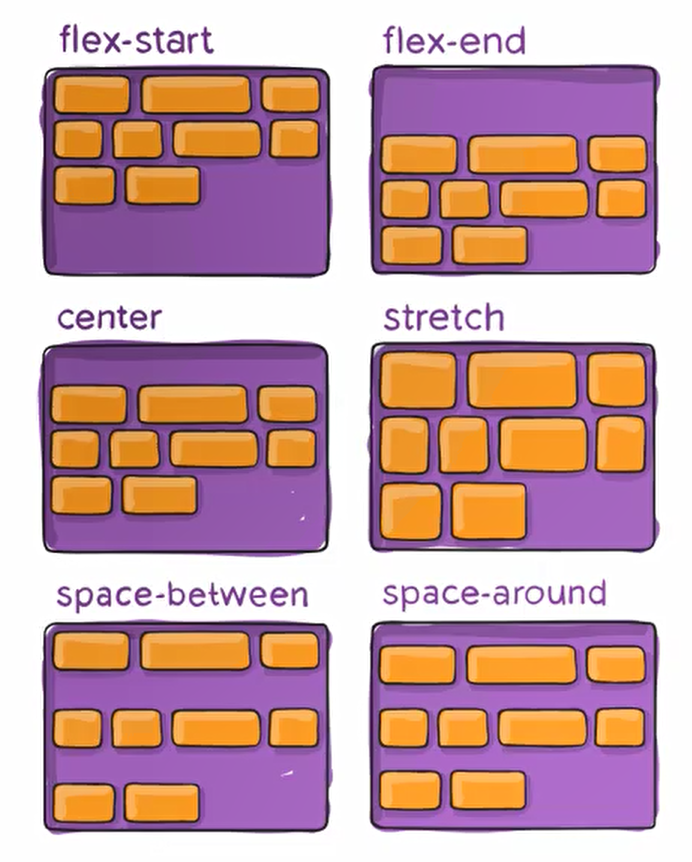 flex-start
flex-end
center
stretch
space-between
space-around